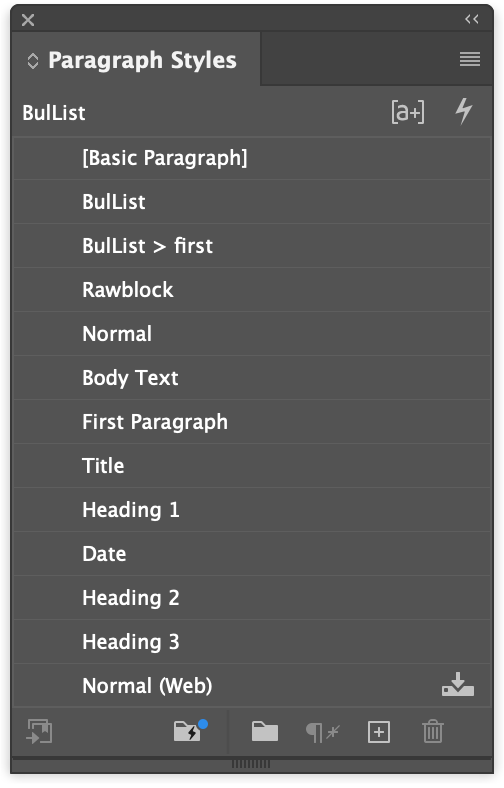 Paragraph Styles
BulList
[a+]
[Basic Paragraph]
BulList
BulList > first
Rawblock
Normal
Body Text
First Paragraph
Title
Heading 1
Date
Heading 2
Heading 3
Normal (Web)